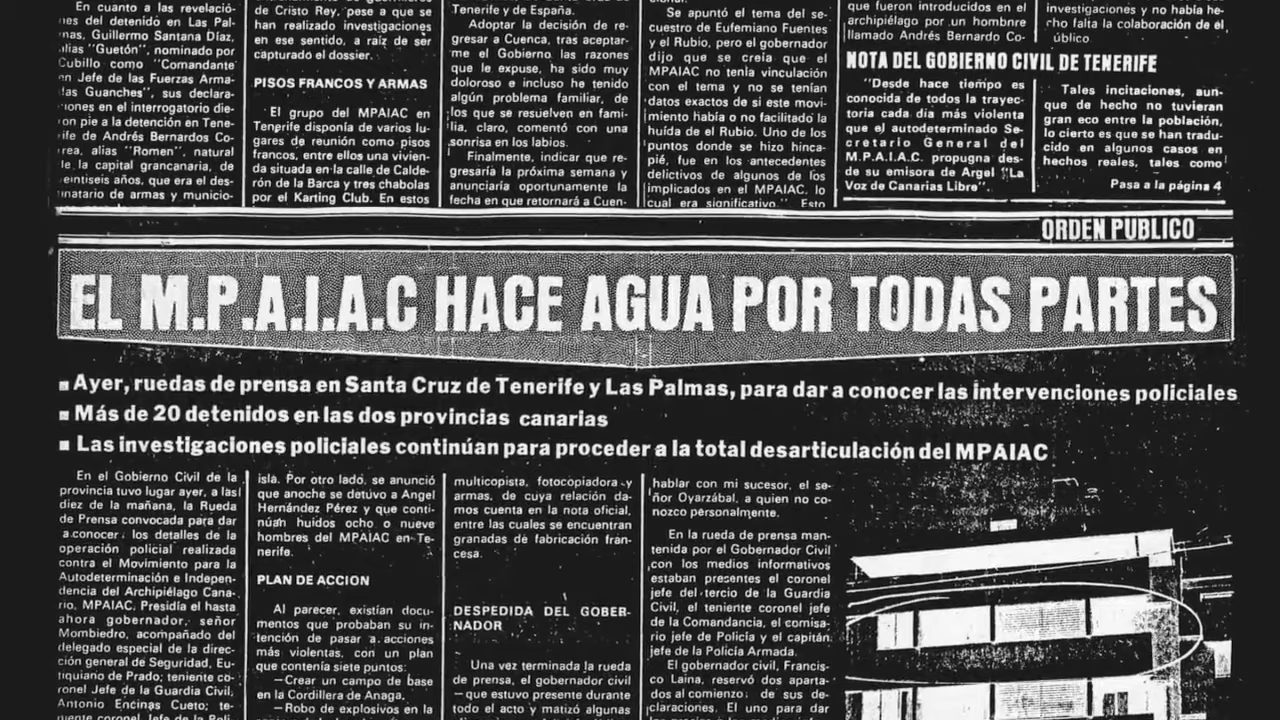 En cuanto a las revelacio-
nes del detenido en Las Pal-
mas, Guillermo Santana Díaz,
alias "Guetón", nominado por
Cubillo como "Comandante
en Jefe de las Fuerzas Arma-
das Guanches", sus declara-
ciones en el interrogatorio die-
ron pie a la detención en Tene-
rife de Andrés Bernardos Co-
rrea, alias "Romen", natural
de la capital grancanaria, de
veintiseis años, que era el des-
tinatario de armas y municio-
de Cristo Rey, pese a que se
han realizado investigaciones
en ese sentido, a raíz de ser
capturado el dossier.
PISOS FRANCOS Y ARMAS
El grupo del MPAIAC en
Tenerife disponía de varios lu-
gares de reunión como pisos
francos, entre ellos una vivien-
da situada en la calle de Calde-
rón de la Barca y tres chabolas
por el Karting Club. En estos
Tenerife y de España.
Adoptar la decisión de re-
gresar a Cuenca, tras aceptar-
me el Gobierno las razones
que le expuse, ha sido muy
doloroso e incluso he tenido
algún problema familiar, de
los que se resuelven en fami-
lia, claro, comentó con una
sonrisa en los labios.
Finalmente, indicar que re-
gresaría la próxima semana y
anunciaría oportunamente la
fecha en que retornará a Cuen-
Se apuntó el tema del se-
cuestro de Eufemiano Fuentes
y el Rubio, pero el gobernador
dijo que se creía que el
MPAIAC no tenía vinculación
con el tema y no se tenían
datos exactos de si este movi-
miento había o no facilitado la
huída de el Rubio. Uno de los
puntos donde se hizo hinca-
pié, fue en los antecedentes
delictivos de algunos de los
implicados en el MPAIAC, lo
cual era significativo." Esto
que fueron introducidos en el
archipiélago por un hombre
llamado Andrés Bernardo Co-
investigaciones y no había he-
cho falta la colaboración de él
úblico.
NOTA DEL GOBIERNO CIVIL DE TENERIFE
"Desde hace tiempo es
conocida de todos la trayec-
toria cada día más violenta
que el autodeterminado Se-
cretario General del
M.P.A.I.A.C. propugna des-
de su emisora de Argel "La
Voz de Canarias Libre".
Tales incitaciones, aun-
que de hecho no tuvieran
gran eco entre la población,
lo cierto es que se han tradu-
cido en algunos casos en
hechos reales, tales como
Pasa a la página 4
ORDEN PUBLICO
EL M.P.A.I.A.C HACE AGUA POR TODAS PARTES
Ayer, ruedas de prensa en Santa Cruz de Tenerife y Las Palmas, para dar a conocer las intervenciones policiales
Más de 20 detenidos en las dos provincias canarias
Las investigaciones policiales continúan para proceder a la total desarticulación del MPAIAC
En el Gobierno Civil de la
provincia tuvo lugar ayer, a las
diez de la mañana, la Rueda
de Prensa convocada para dar
a conocer los detalles de la
operación policial realizada
contra el Movimiento para la
Autodeterminación e Indepen-
dencia del Archipiélago Cana-
rio, MPAIAC. Presidía el hasta
ahora gobernador, señor
Mombiedro, acompañado del
delegado especial de la direc-
ción general de Seguridad, Eu-
tiquiano de Prado; teniente co-
ronel Jefe de la Guardia Civil,
Antonio Encinas Cueto; te-
niente coronel Jefe de la Poli-
isla. Por otro lado, se anunció
que anoche se detuvo a Angel
Hernández Pérez y que conti-
núan huídos ocho o nueve
hombres del MPAIAC en Te-
nerife.
PLAN DE ACCION
Al parecer, existían docu-
mentos que probarían su in-
tención de pasar a acciones
más violentas, con un plan
que contenía siete puntos:
—Crear un campo de base
en la Cordillera de Anaga.
en la
multicopista, fotocopiadora y
armas, de cuya relación da-
mos cuenta en la nota oficial,
entre las cuales se encuentran
granadas de fabricación fran-
cesa.
DESPEDIDA DEL GOBER-
NADOR
Una vez terminada la rueda
de prensa, el gobernador civil
—que estuvo presente durante
todo el acto y matizó algunas
hablar con mi sucesor, el se-
ñor Oyarzábal, a quien no co-
nozco personalmente.
En la rueda de prensa man-
tenida por el Gobernador Civil
con los medios informativos
estaban presentes el coronel
jefe del tercio de la Guardia
Civil, el teniente coronel jefe
de la Comandancia, el comisa-
rio jefe de Policía y el capitán
jefe de la Policía Armada.
El gobernador civil, Francis-
co Laina, reservó dos aparta-
dos al comienzo de sus de-
claraciones. El uno para dar